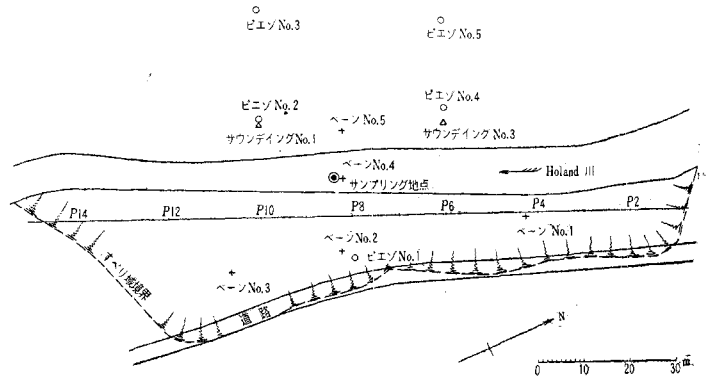 ピエゾ No.3
ピエゾ No.5
ピエゾ No.2
サウンディング No.1
ベーン No.5
ピエゾ No.4
サウンディング No.3
ベーン No.4
サンプリング地点
Holand 川
P14 P12 P10 P8 P6 P4 P2
ベーン No.1
ベーン No.2
ピエゾ No.1
ベーン No.3
すべり域境界
道路
N
0 10 20 30 m